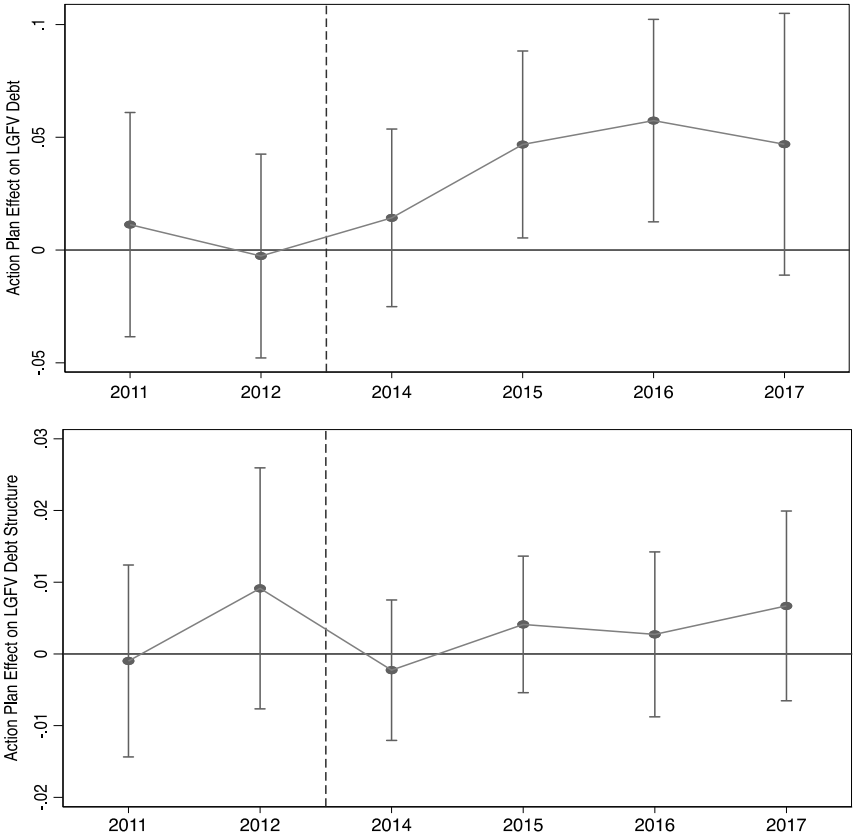 Action Plan Effect on LGFV Debt
.1
.05
0
-.05
2011 2012 2014 2015 2016 2017
Action Plan Effect on LGFV Debt Structure
.03
.02
.01
0
-.01
-.02
2011 2012 2014 2015 2016 2017